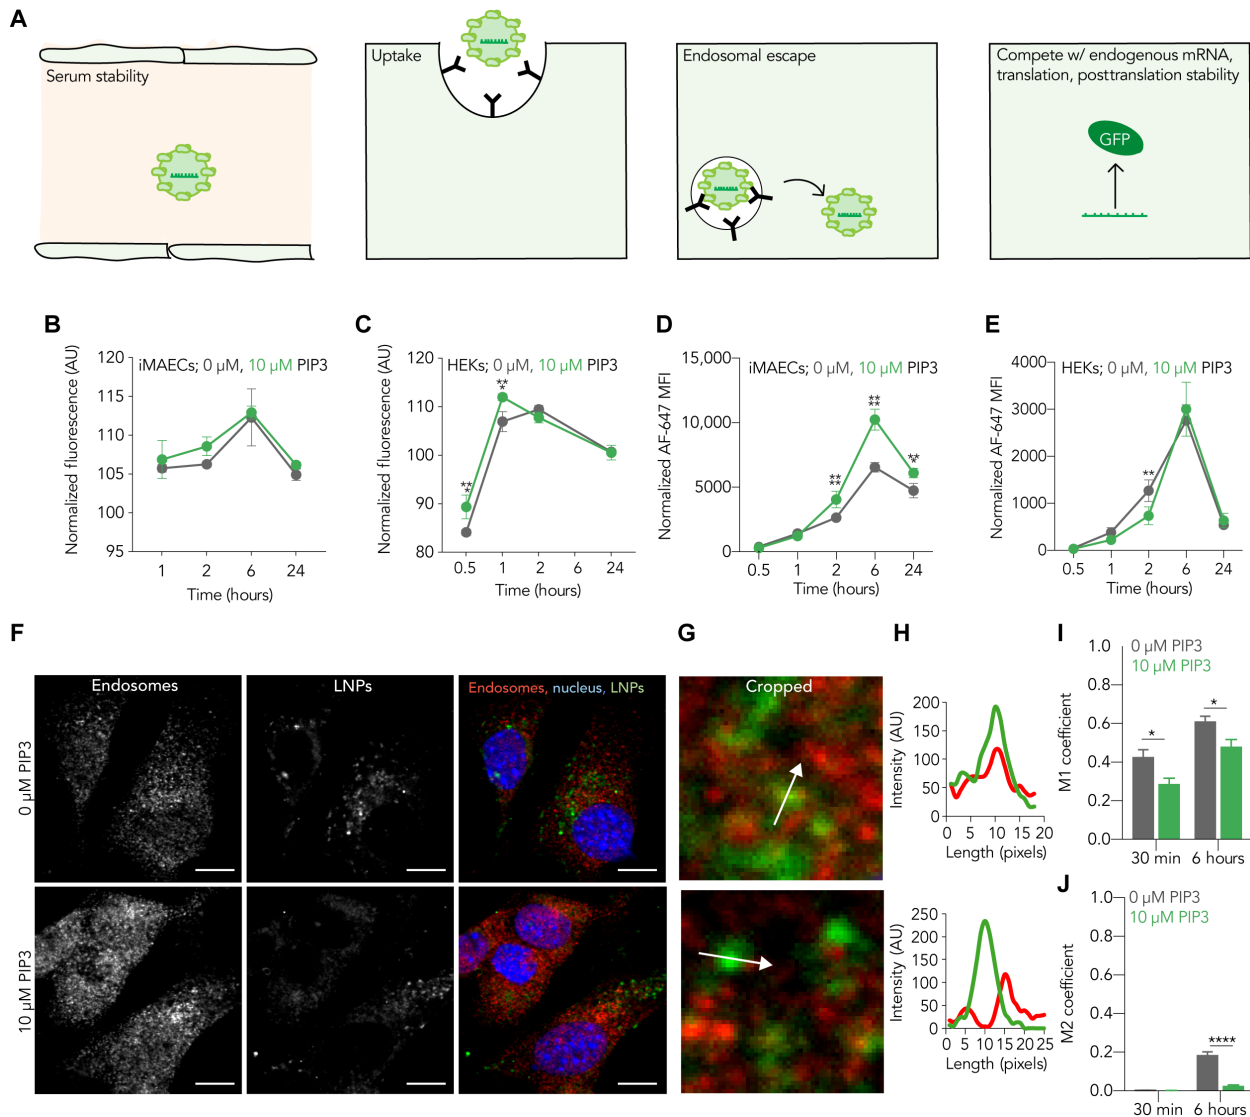 A
Serum stability
Uptake
Endosomal escape
Compete w/ endogenous mRNA,
translation, posttranslation stability
GFP
B
Normalized fluorescence (AU)
120
115
110
105
100
95
iMAECs; 0 µM, 10 µM PIP3
1 2 6 24
Time (hours)
C
Normalized fluorescence (AU)
120
110
100
90
80
HEKs; 0 µM, 10 µM PIP3
**
*
**
*
0.5 1 2 6 24
Time (hours)
D
Normalized AF-647 MFI
15,000
10,000
5000
0
iMAECs; 0 µM, 10 µM PIP3
**
**
**
**
**
*
0.5 1 2 6 24
Time (hours)
E
Normalized AF-647 MFI
4000
3000
2000
1000
0
HEKs; 0 µM, 10 µM PIP3
**
0.5 1 2 6 24
Time (hours)
F
Endosomes
LNPs
Endosomes, nucleus, LNPs
0 µM PIP3
10 µM PIP3
G
Cropped
H
Intensity (AU)
200
150
100
50
0
0 5 10 15 20
Length (pixels)
Intensity (AU)
250
200
150
100
50
0
0 5 10 15 20 25
Length (pixels)
I
M1 coefficient
1.0
0.8
0.6
0.4
0.2
0.0
0 µM PIP3
10 µM PIP3
*
*
30 min 6 hours
J
M2 coefficient
1.0
0.8
0.6
0.4
0.2
0.0
0 µM PIP3
10 µM PIP3
****
30 min 6 hours